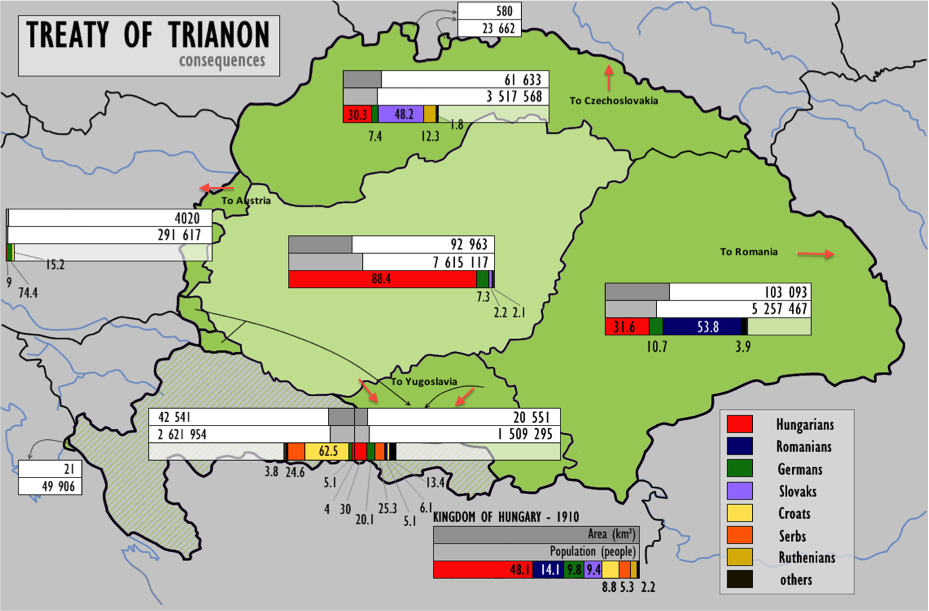 TREATY OF TRIANON
consequences
580
23 662
61 633
3 517 568
30.3
48.2
7.4
12.3
1.8
To Czechoslovakia
To Austria
4020
291 617
15.2
9
74.4
92 963
7 615 117
88.4
7.3
2.2
2.1
To Romania
103 093
5 257 467
31.6
53.8
10.7
3.9
To Yugoslavia
42 541
20 551
2 621 954
1 509 295
62.5
3.8
24.6
5.1
4
30
20.1
25.3
5.1
6.1
13.4
21
49 906
KINGDOM OF HUNGARY - 1910
Area (km²)
Population (people)
48.1
14.1
9.8
9.4
8.8
5.3
2.2
Hungarians
Romanians
Germans
Slovaks
Croats
Serbs
Ruthenians
others